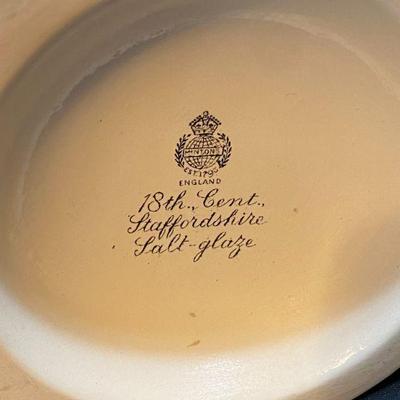 MINTONS
EST. 1793
ENGLAND
18th., Cent.,
Staffordshire
Salt-glaze